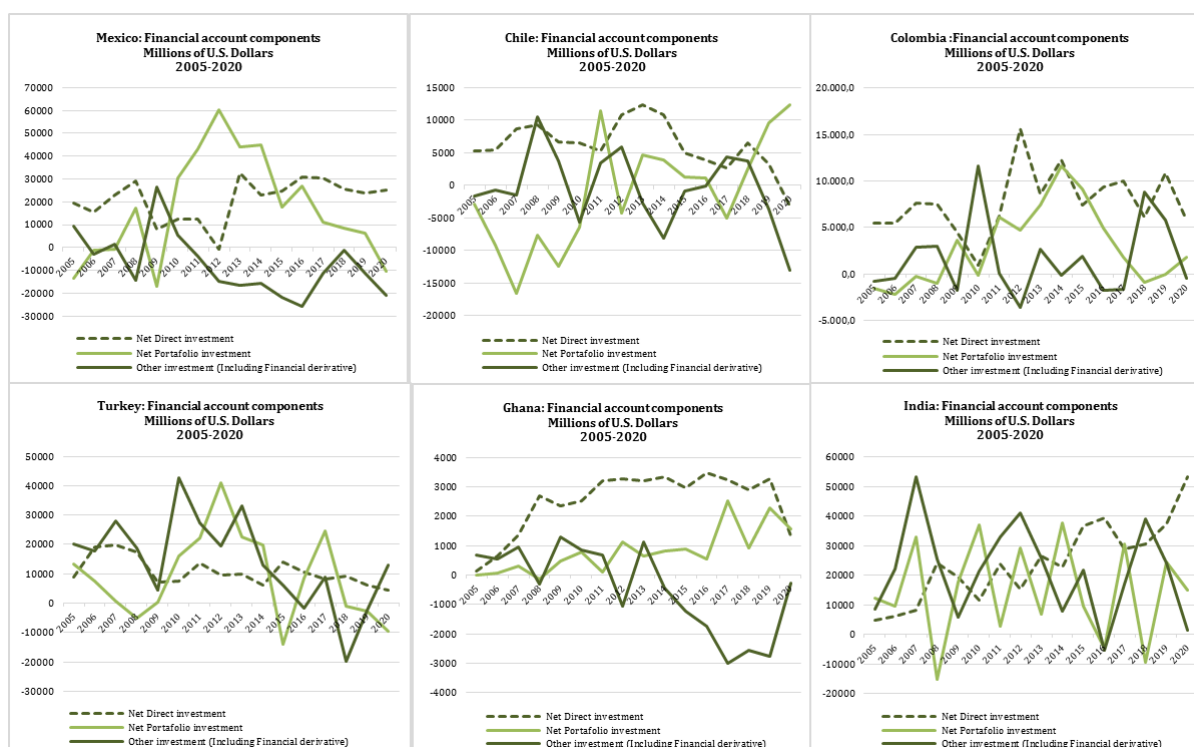 Mexico: Financial account components
Millions of U.S. Dollars
2005-2020
70000
60000
50000
40000
30000
20000
10000
0
-10000
-20000
-30000
2005 2006 2007 2008 2009 2010 2011 2012 2013 2014 2015 2016 2017 2018 2019 2020
Net Direct investment
Net Portafolio investment
Other investment (Including Financial derivative)
Chile: Financial account components
Millions of U.S. Dollars
2005-2020
15000
10000
5000
0
-5000
-10000
-15000
-20000
2005 2006 2007 2008 2009 2010 2011 2012 2013 2014 2015 2016 2017 2018 2019 2020
Net Direct investment
Net Portafolio investment
Other investment (Including Financial derivative)
Colombia :Financial account components
Millions of U.S. Dollars
2005-2020
20.000,0
15.000,0
10.000,0
5.000,0
0,0
-5.000,0
2005 2006 2007 2008 2009 2010 2011 2012 2013 2014 2015 2016 2017 2018 2019 2020
Net Direct investment
Net Portafolio investment
Other investment (Including Financial derivative)
Turkey: Financial account components
Millions of U.S. Dollars
2005-2020
50000
40000
30000
20000
10000
0
-10000
-20000
-30000
2005 2006 2007 2008 2009 2010 2011 2012 2013 2014 2015 2016 2017 2018 2019 2020
Net Direct investment
Net Portafolio investment
Other investment (Including Financial derivative)
Ghana: Financial account components
Millions of U.S. Dollars
2005-2020
4000
3000
2000
1000
0
-1000
-2000
-3000
-4000
2005 2006 2007 2008 2009 2010 2011 2012 2013 2014 2015 2016 2017 2018 2019 2020
Net Direct investment
Net Portafolio investment
Other investment (Including Financial derivative)
India: Financial account components
Millions of U.S. Dollars
2005-2020
60000
50000
40000
30000
20000
10000
0
-10000
-20000
2005 2006 2007 2008 2009 2010 2011 2012 2013 2014 2015 2016 2017 2018 2019 2020
Net Direct investment
Net Portafolio investment
Other investment (Including Financial derivative)